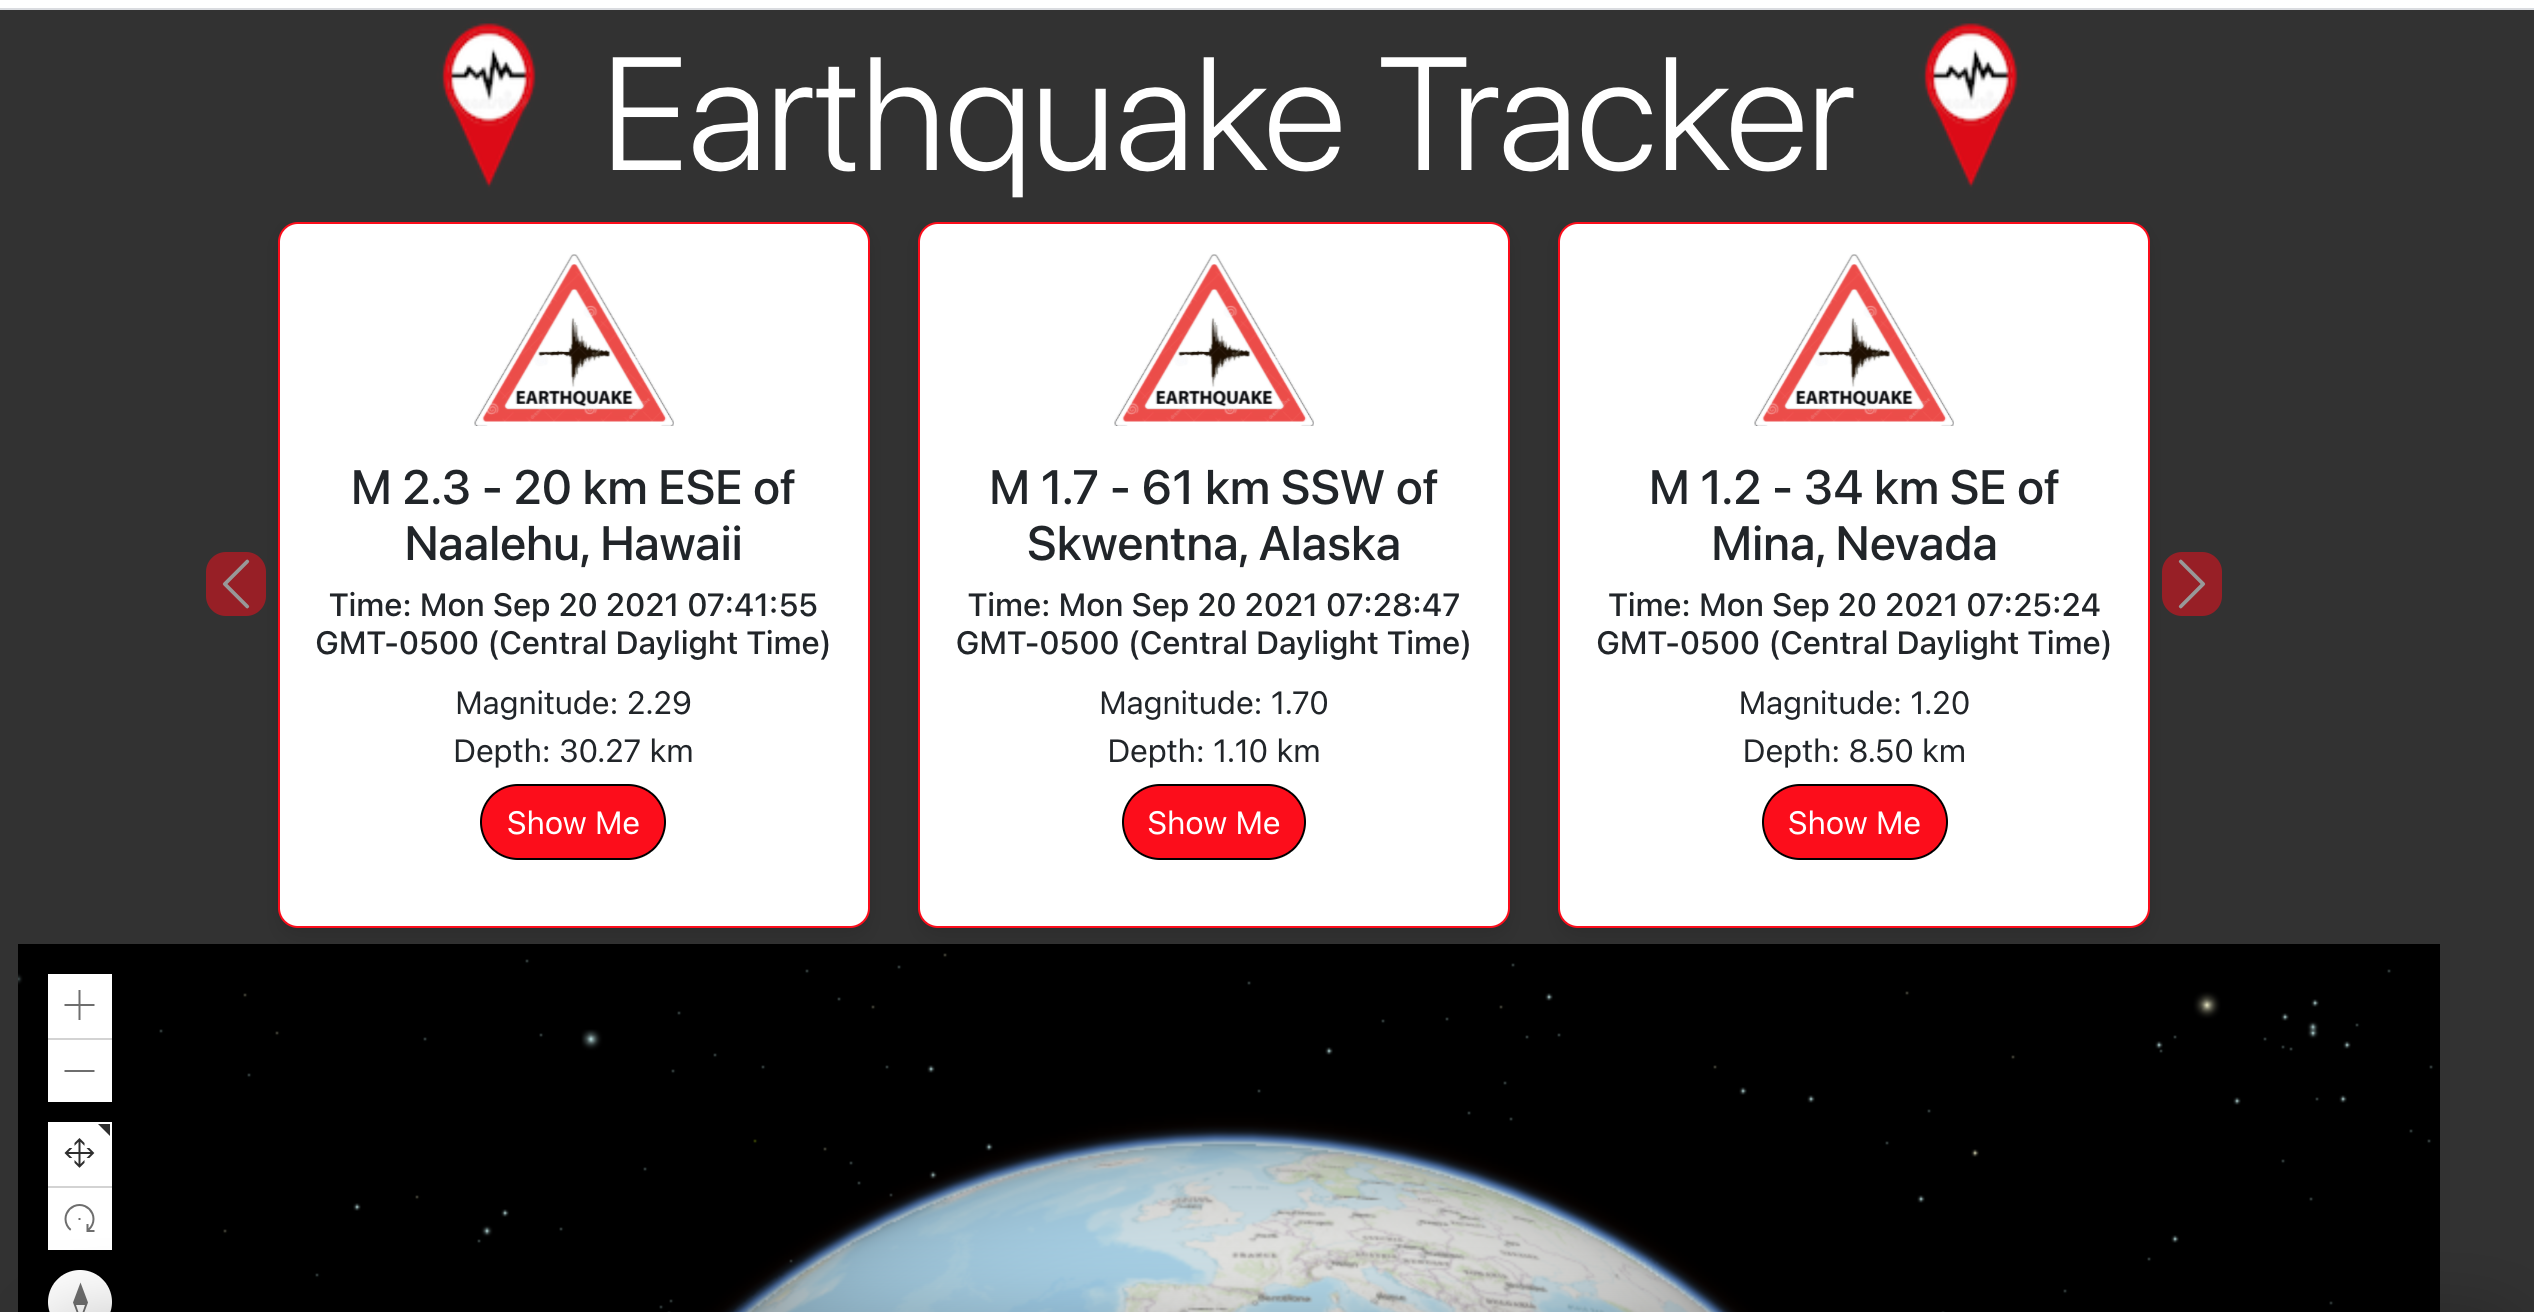 Earthquake Tracker
EARTHQUAKE
M 2.3 - 20 km ESE of
Naalehu, Hawaii
Time: Mon Sep 20 2021 07:41:55
GMT-0500 (Central Daylight Time)
Magnitude: 2.29
Depth: 30.27 km
Show Me
EARTHQUAKE
M 1.7 - 61 km SSW of
Skwentna, Alaska
Time: Mon Sep 20 2021 07:28:47
GMT-0500 (Central Daylight Time)
Magnitude: 1.70
Depth: 1.10 km
Show Me
EARTHQUAKE
M 1.2 - 34 km SE of
Mina, Nevada
Time: Mon Sep 20 2021 07:25:24
GMT-0500 (Central Daylight Time)
Magnitude: 1.20
Depth: 8.50 km
Show Me
FRANCE
Barcelona